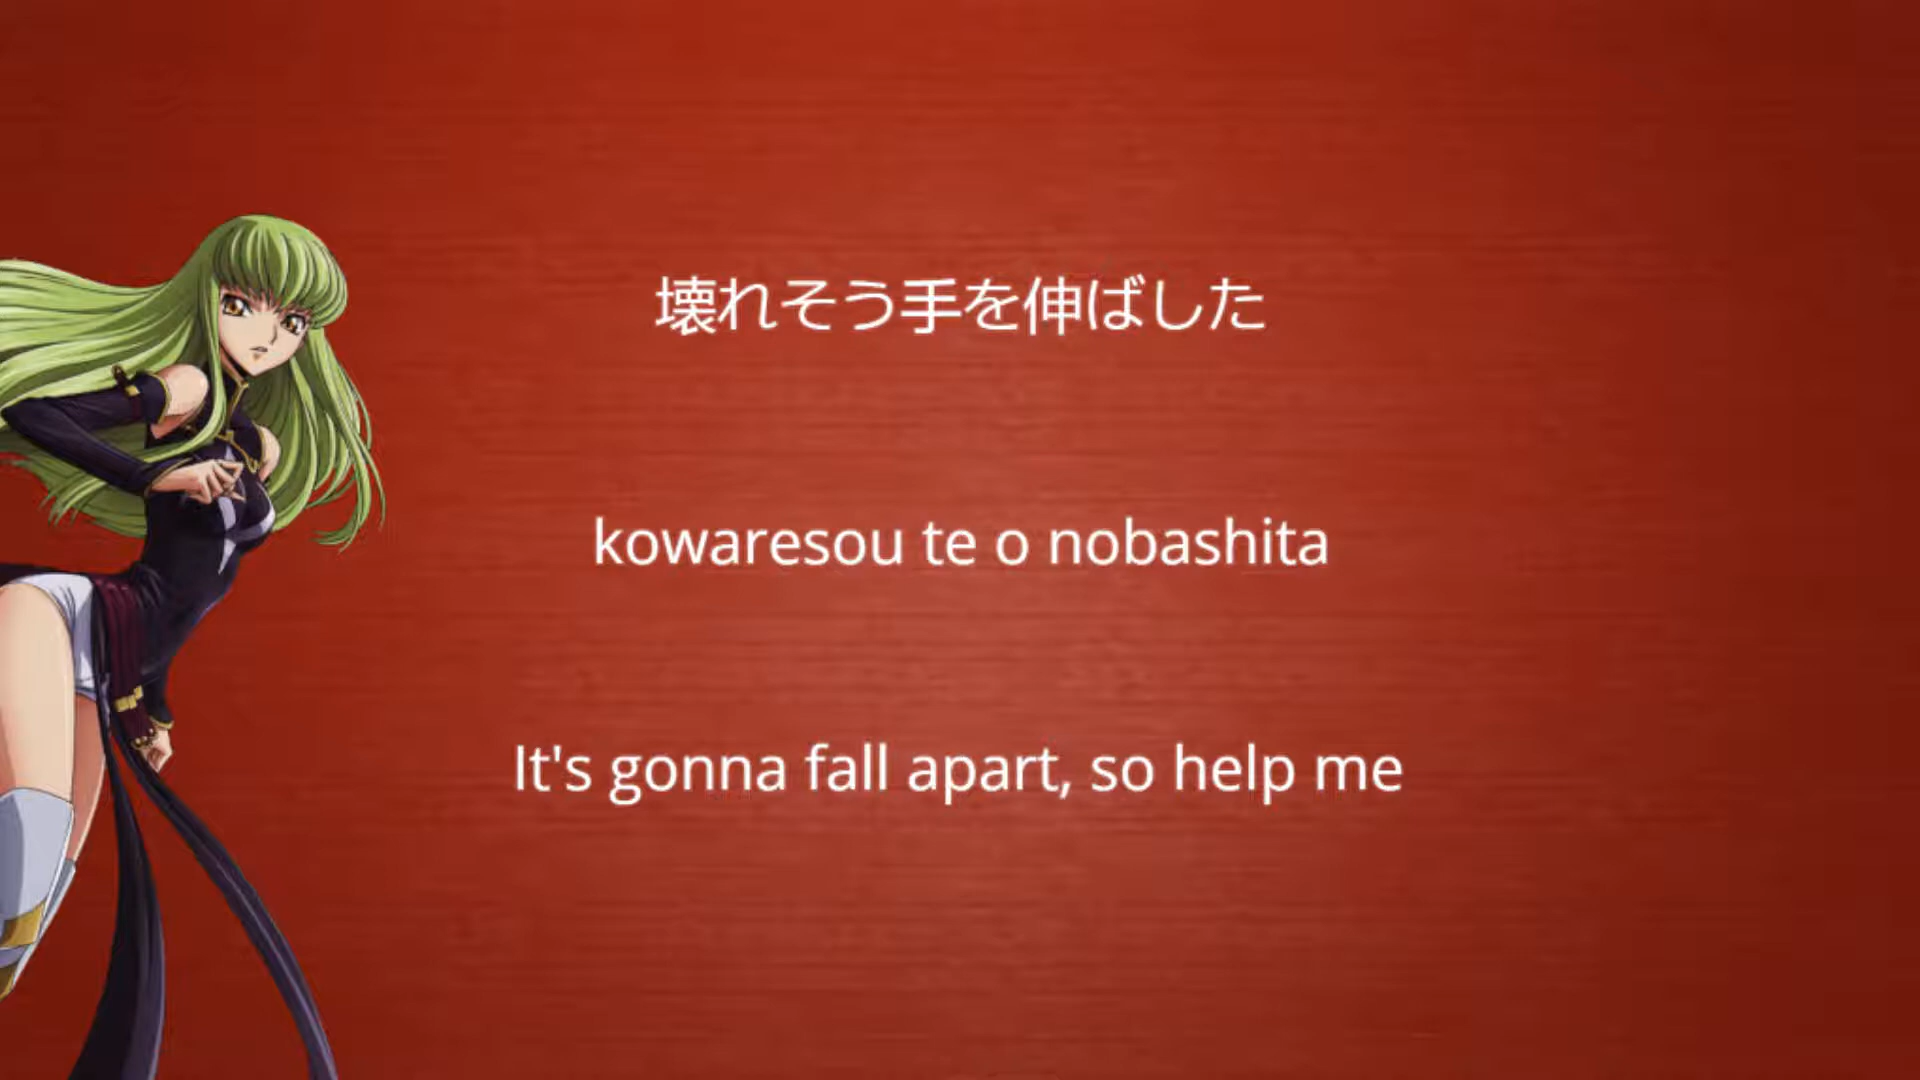 壊れそう手を伸ばした
kowaresou te o nobashita
It's gonna fall apart, so help me